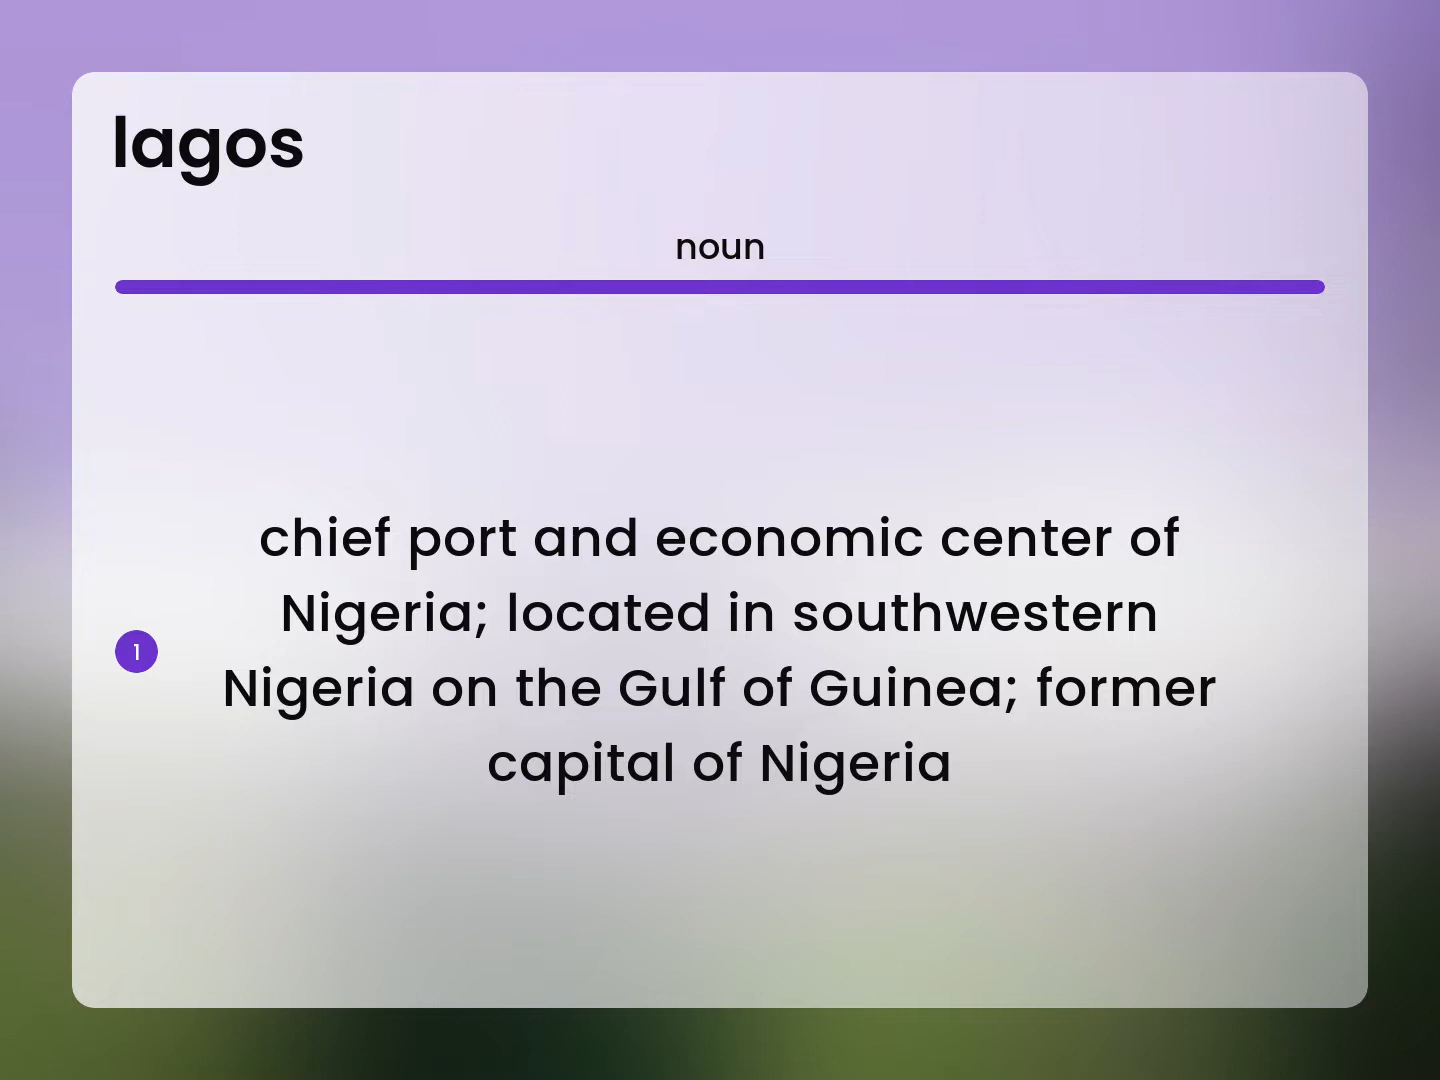 lagos
noun
chief port and economic center of
Nigeria; located in southwestern
1
Nigeria on the Gulf of Guinea; former
capital of Nigeria